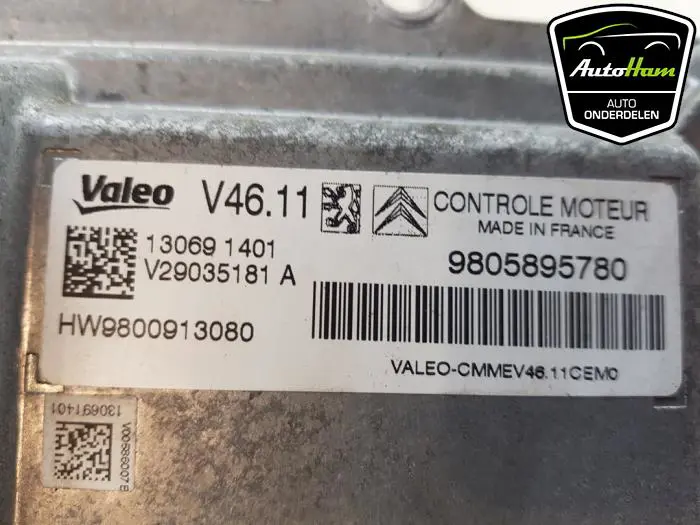 AutoHam
AUTO
ONDERDELEN
Valeo V46.11 CONTROLE MOTEUR
MADE IN FRANCE
13069 1401
V29035181 A
9805895780
HW9800913080
VALEO-CMMEV46.11CEM0
130691401
V00686007B